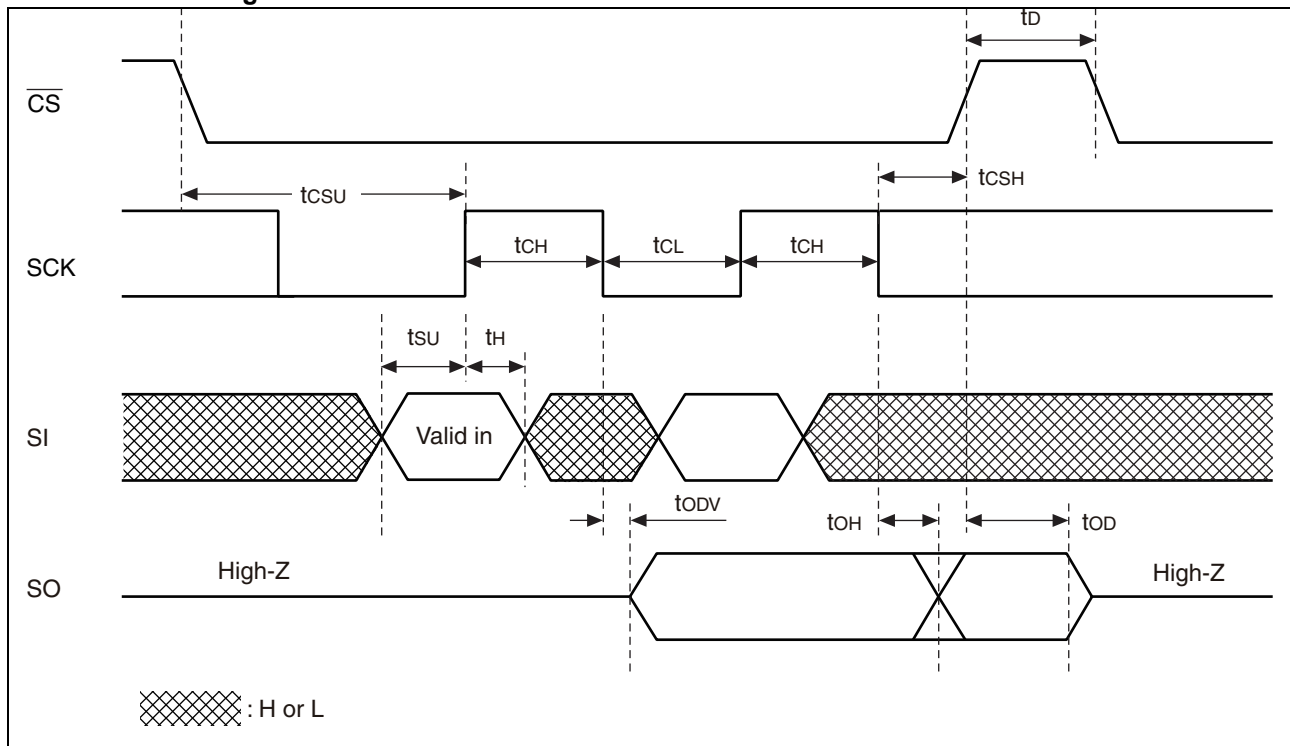 tD
CS
tCSU
tCSH
SCK
tCH
tCL
tCH
tSU
tH
SI
Valid in
tODV
tOH
tOD
SO
High-Z
High-Z
: H or L